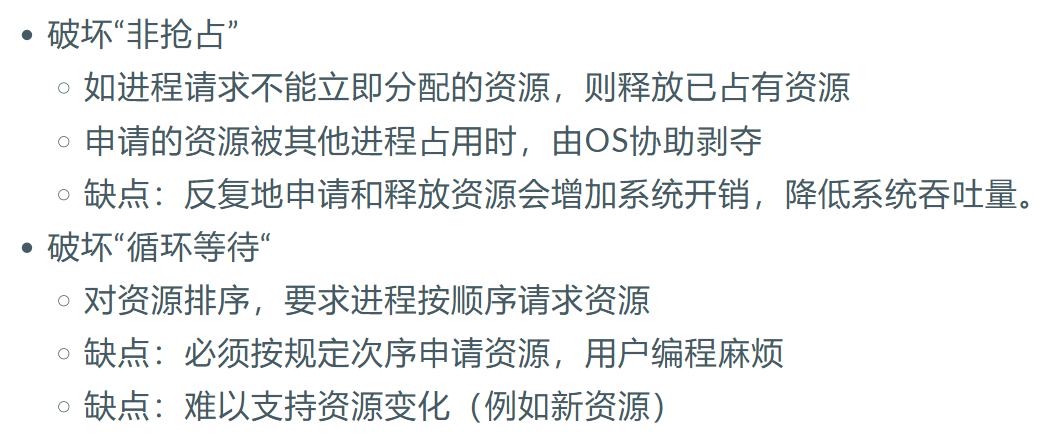 • 破坏“非抢占”
○ 如进程请求不能立即分配的资源，则释放已占有资源
○ 申请的资源被其他进程占用时，由OS协助剥夺
○ 缺点：反复地申请和释放资源会增加系统开销，降低系统吞吐量。
• 破坏“循环等待“
○ 对资源排序，要求进程按顺序请求资源
○ 缺点：必须按规定次序申请资源，用户编程麻烦
○ 缺点：难以支持资源变化（例如新资源）